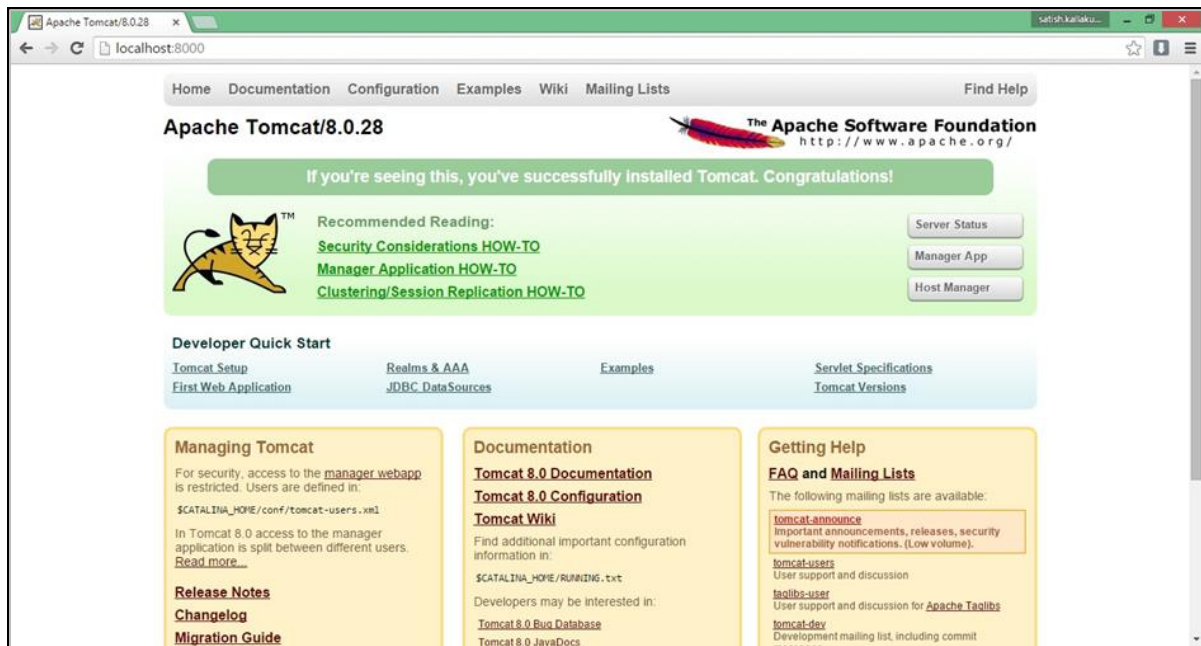 Apache Tomcat/8.0.28
satish.kallaku...
localhost:8000
Home Documentation Configuration Examples Wiki Mailing Lists Find Help
Apache Tomcat/8.0.28
The Apache Software Foundation
http://www.apache.org/
If you're seeing this, you've successfully installed Tomcat. Congratulations!
TM
Recommended Reading:
Security Considerations HOW-TO
Manager Application HOW-TO
Clustering/Session Replication HOW-TO
Server Status
Manager App
Host Manager
Developer Quick Start
Tomcat Setup
First Web Application
Realms & AAA
JDBC DataSources
Examples
Servlet Specifications
Tomcat Versions
Managing Tomcat
For security, access to the manager webapp
is restricted. Users are defined in:
$CATALINA_HOME/conf/tomcat-users.xml
In Tomcat 8.0 access to the manager
application is split between different users.
Read more...
Release Notes
Changelog
Migration Guide
Documentation
Tomcat 8.0 Documentation
Tomcat 8.0 Configuration
Tomcat Wiki
Find additional important configuration
information in:
$CATALINA_HOME/RUNNING.txt
Developers may be interested in:
Tomcat 8.0 Bug Database
Tomcat 8.0 JavaDocs
Getting Help
FAQ and Mailing Lists
The following mailing lists are available:
tomcat-announce
Important announcements, releases, security
vulnerability notifications. (Low volume).
tomcat-users
User support and discussion
taglibs-user
User support and discussion for Apache Taglibs
tomcat-dev
Development mailing list, including commit